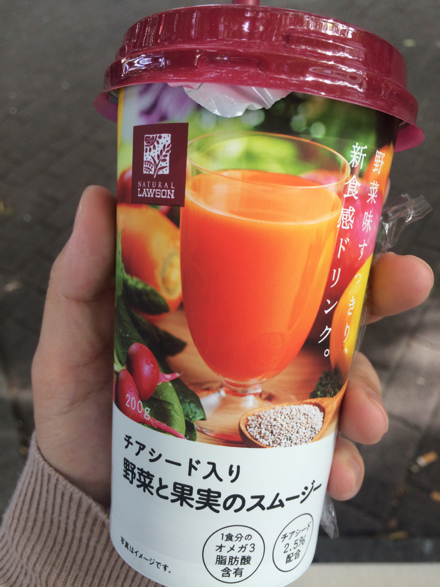 NATURAL
LAWSON
野菜味すっきり、
新食感ドリンク。
200g
チアシード入り
野菜と果実のスムージー
1食分の
オメガ3
脂肪酸
含有
チアシード
2.5%
配合
写真はイメージです。